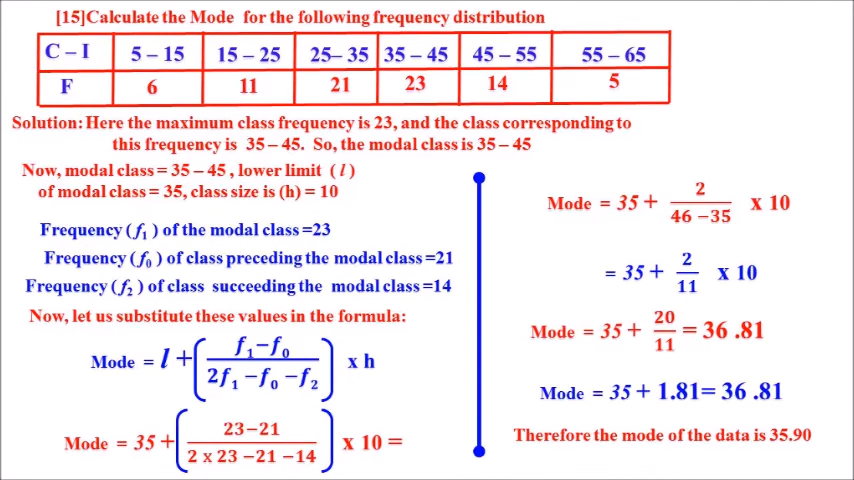 [15]Calculate the Mode for the following frequency distribution
C – I 5 – 15 15 – 25 25– 35 35 – 45 45 – 55 55 – 65
F 6 11 21 23 14 5
Solution: Here the maximum class frequency is 23, and the class corresponding to
this frequency is 35 – 45. So, the modal class is 35 – 45
Now, modal class = 35 – 45 , lower limit ( l )
of modal class = 35, class size is (h) = 10
Frequency ( f₁ ) of the modal class =23
Frequency ( f₀ ) of class preceding the modal class =21
Frequency ( f₂ ) of class succeeding the modal class =14
Now, let us substitute these values in the formula:
Mode = l + ( f₁ – f₀ / 2f₁ – f₀ – f₂ ) x h
Mode = 35 + ( 23–21 / 2 x 23 –21 –14 ) x 10 =
Mode = 35 + 2 / 46 –35 x 10
= 35 + 2 / 11 x 10
Mode = 35 + 20 / 11 = 36 .81
Mode = 35 + 1.81= 36 .81
Therefore the mode of the data is 35.90